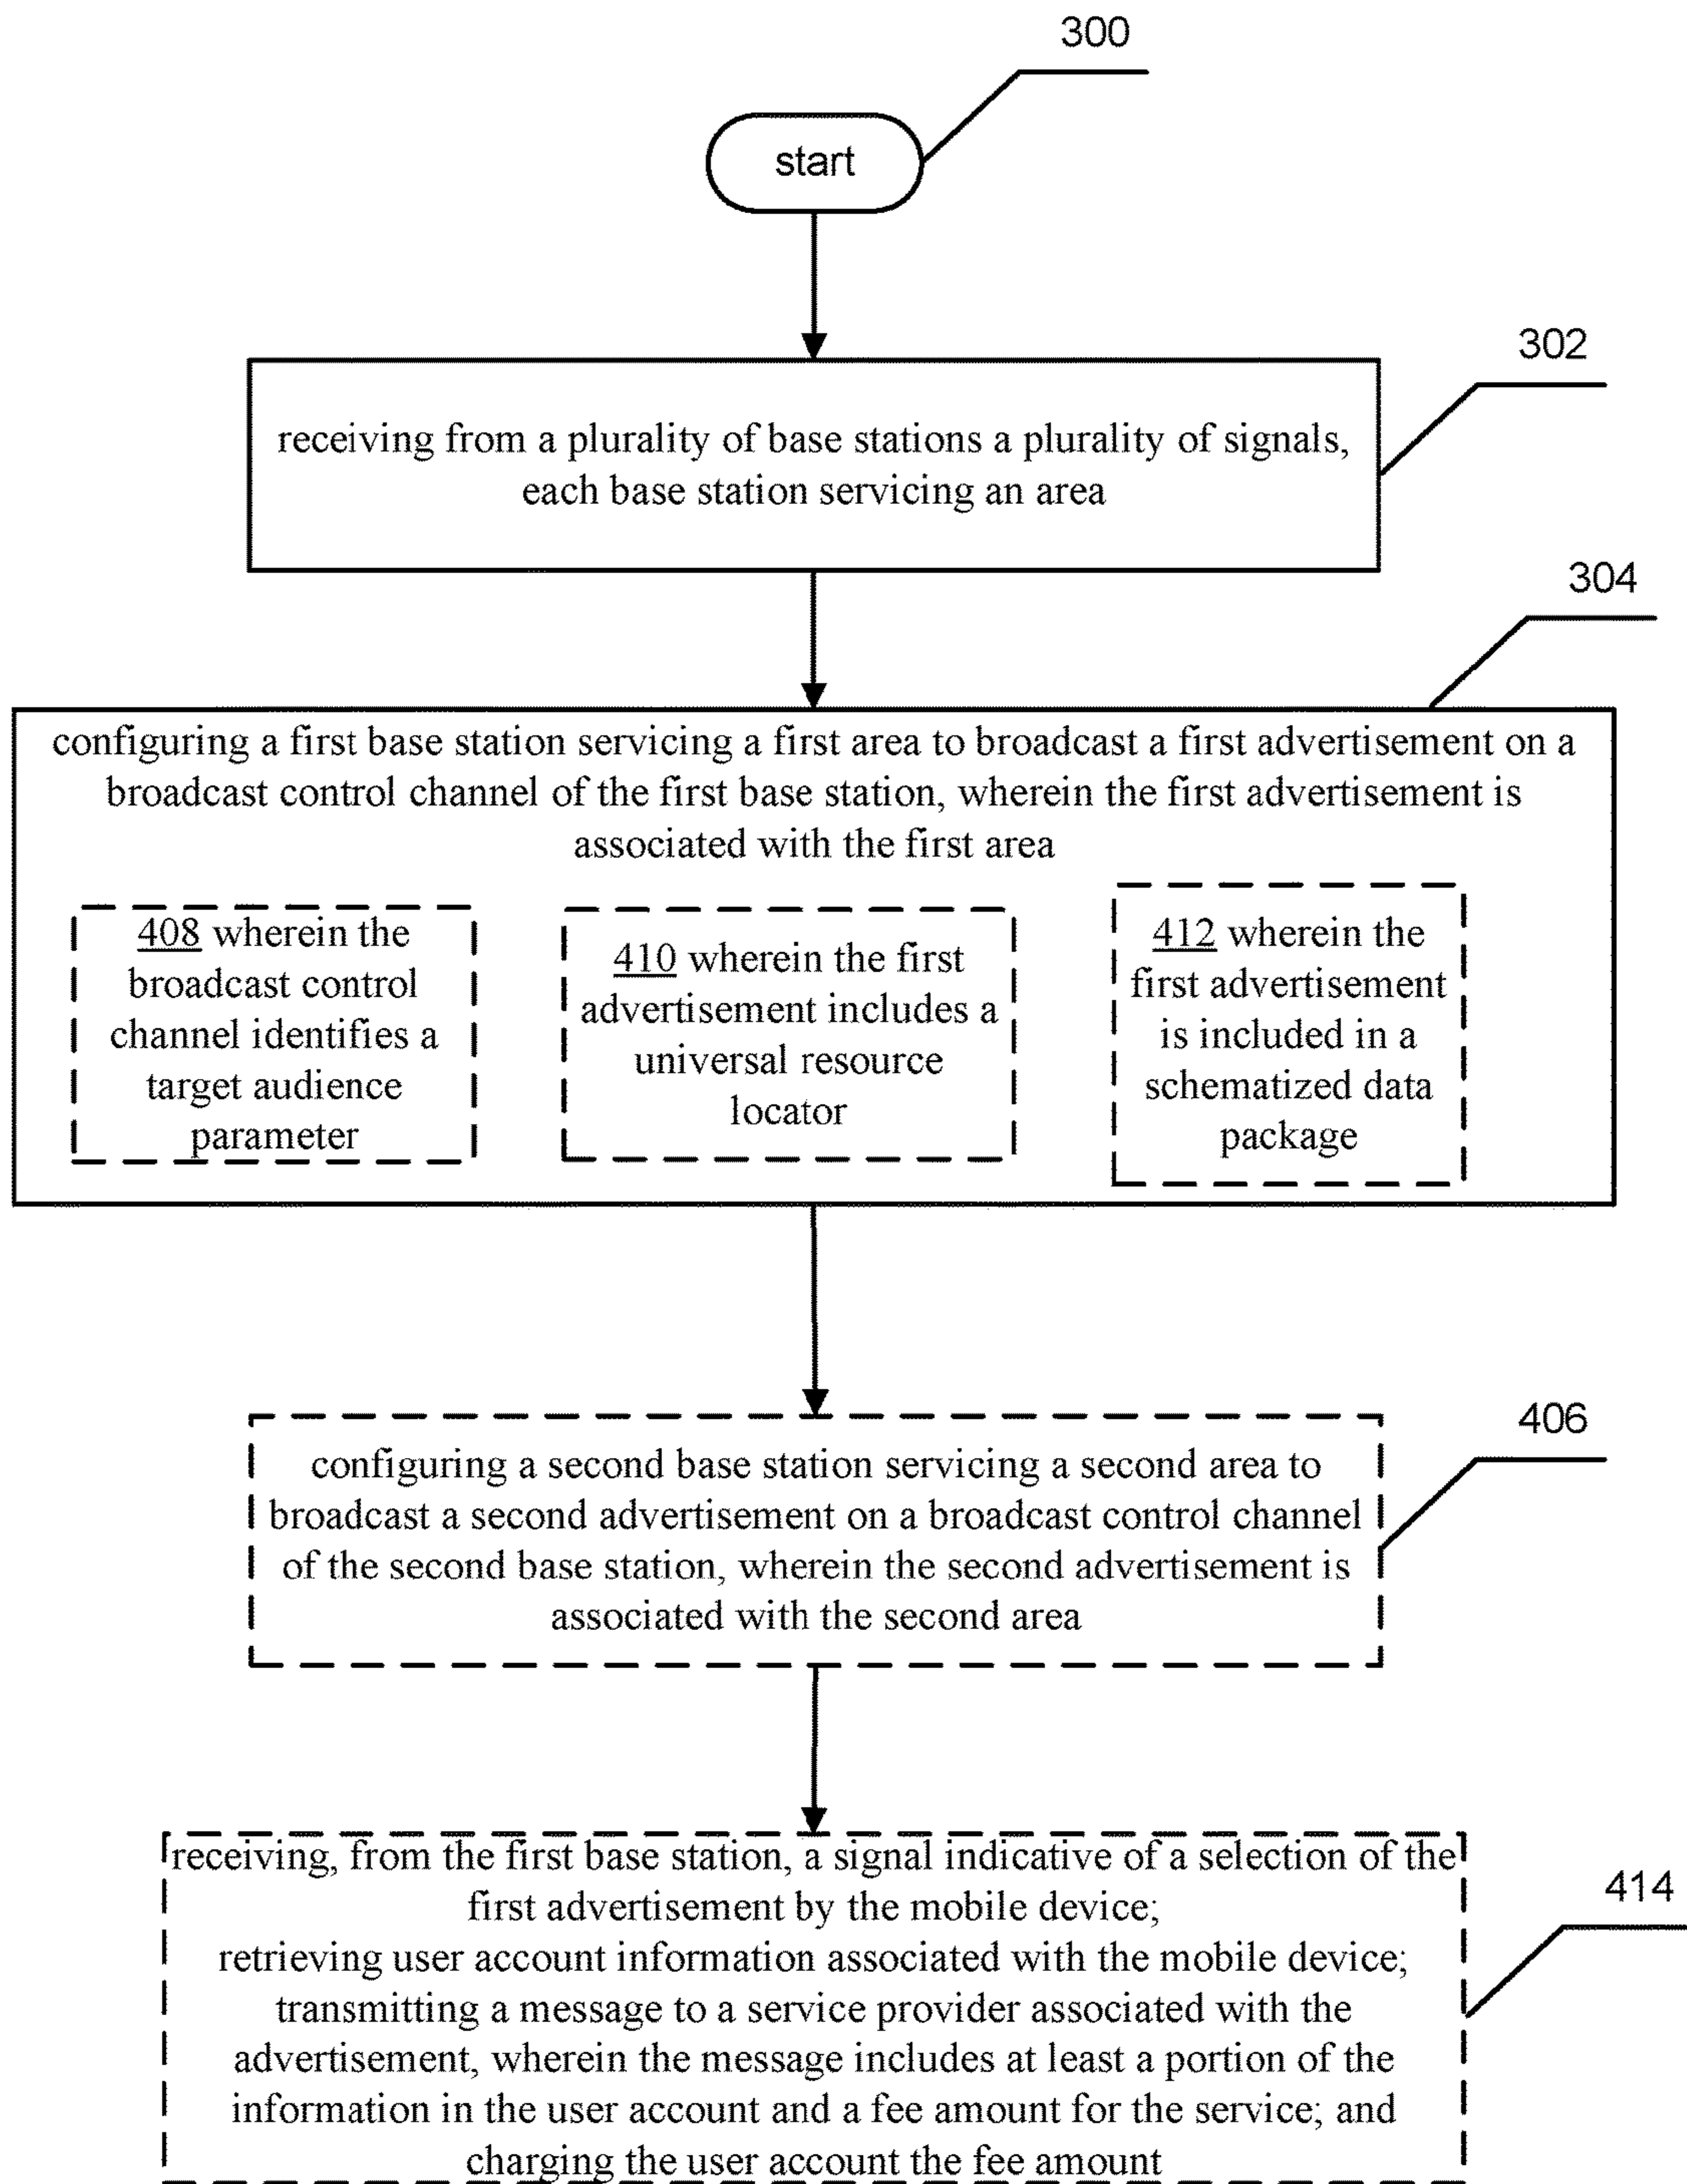 300
start
302
receiving from a plurality of base stations a plurality of signals,
each base station servicing an area
304
configuring a first base station servicing a first area to broadcast a first advertisement on a
broadcast control channel of the first base station, wherein the first advertisement is
associated with the first area
408 wherein the
broadcast control
channel identifies a
target audience
parameter
410 wherein the first
advertisement includes a
universal resource
locator
412 wherein the
first advertisement
is included in a
schematized data
package
406
configuring a second base station servicing a second area to
broadcast a second advertisement on a broadcast control channel
of the second base station, wherein the second advertisement is
associated with the second area
414
receiving, from the first base station, a signal indicative of a selection of the
first advertisement by the mobile device;
retrieving user account information associated with the mobile device;
transmitting a message to a service provider associated with the
advertisement, wherein the message includes at least a portion of the
information in the user account and a fee amount for the service; and
charging the user account the fee amount